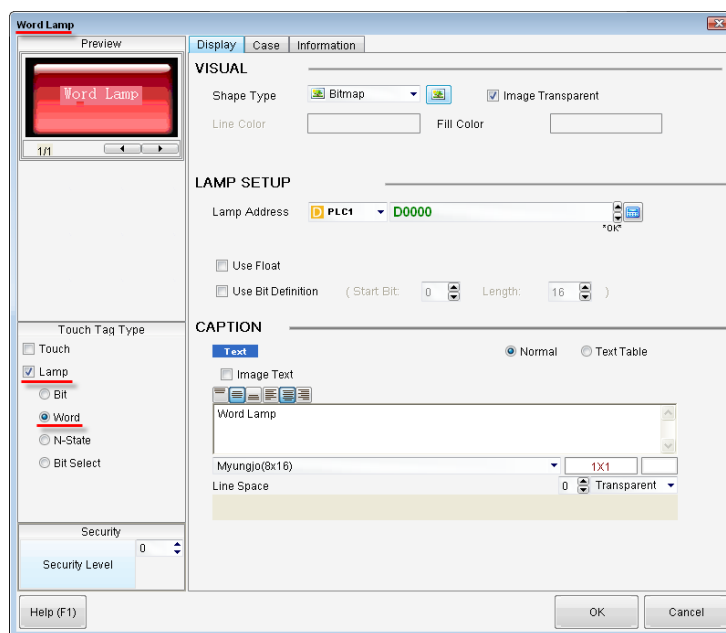 Word Lamp
Preview
Word Lamp
1/1
Touch Tag Type
Touch
Lamp
Bit
Word
N-State
Bit Select
Security
0
Security Level
Display Case Information
VISUAL
Shape Type Bitmap Image Transparent
Line Color Fill Color
LAMP SETUP
Lamp Address D PLC1 D0000
*OK*
Use Float
Use Bit Definition ( Start Bit: 0 Length: 16 )
CAPTION
Text Normal Text Table
Image Text
Word Lamp
Myungjo(8x16) 1X1
Line Space 0 Transparent
Help (F1) OK Cancel